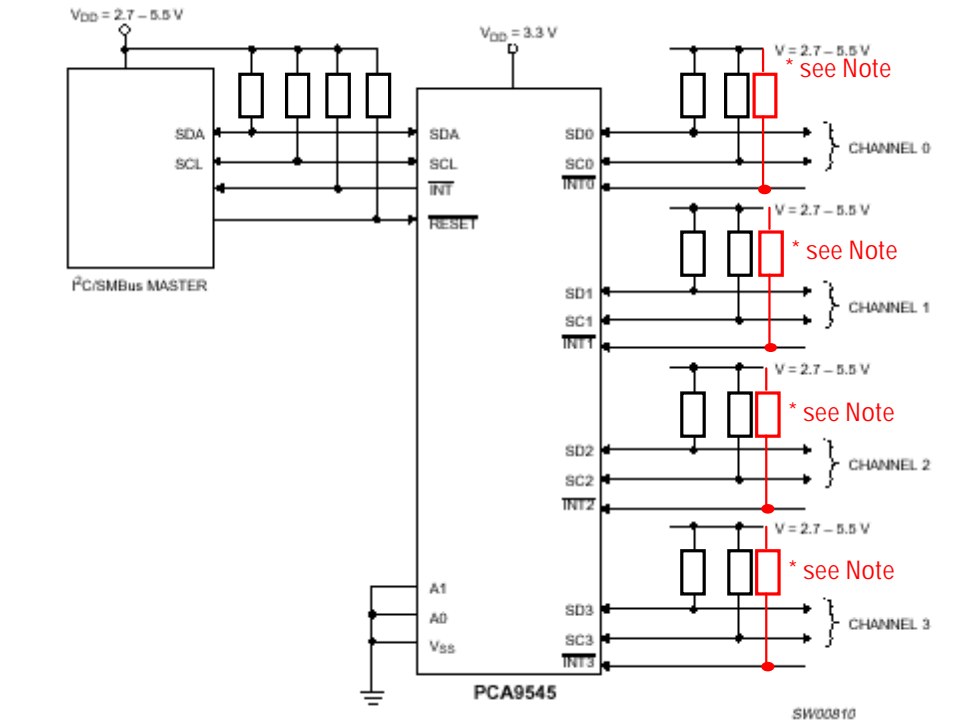 VDD = 2.7 – 5.5 V
VDD = 3.3 V
V = 2.7 – 5.5 V
* see Note
SDA
SCL
I²C/SMBus MASTER
SDA
SCL
INT
RESET
SD0
SC0
INT0
CHANNEL 0
V = 2.7 – 5.5 V
* see Note
SD1
SC1
INT1
CHANNEL 1
V = 2.7 – 5.5 V
* see Note
SD2
SC2
INT2
CHANNEL 2
V = 2.7 – 5.5 V
* see Note
SD3
SC3
INT3
CHANNEL 3
A1
A0
VSS
PCA9545
SW00810